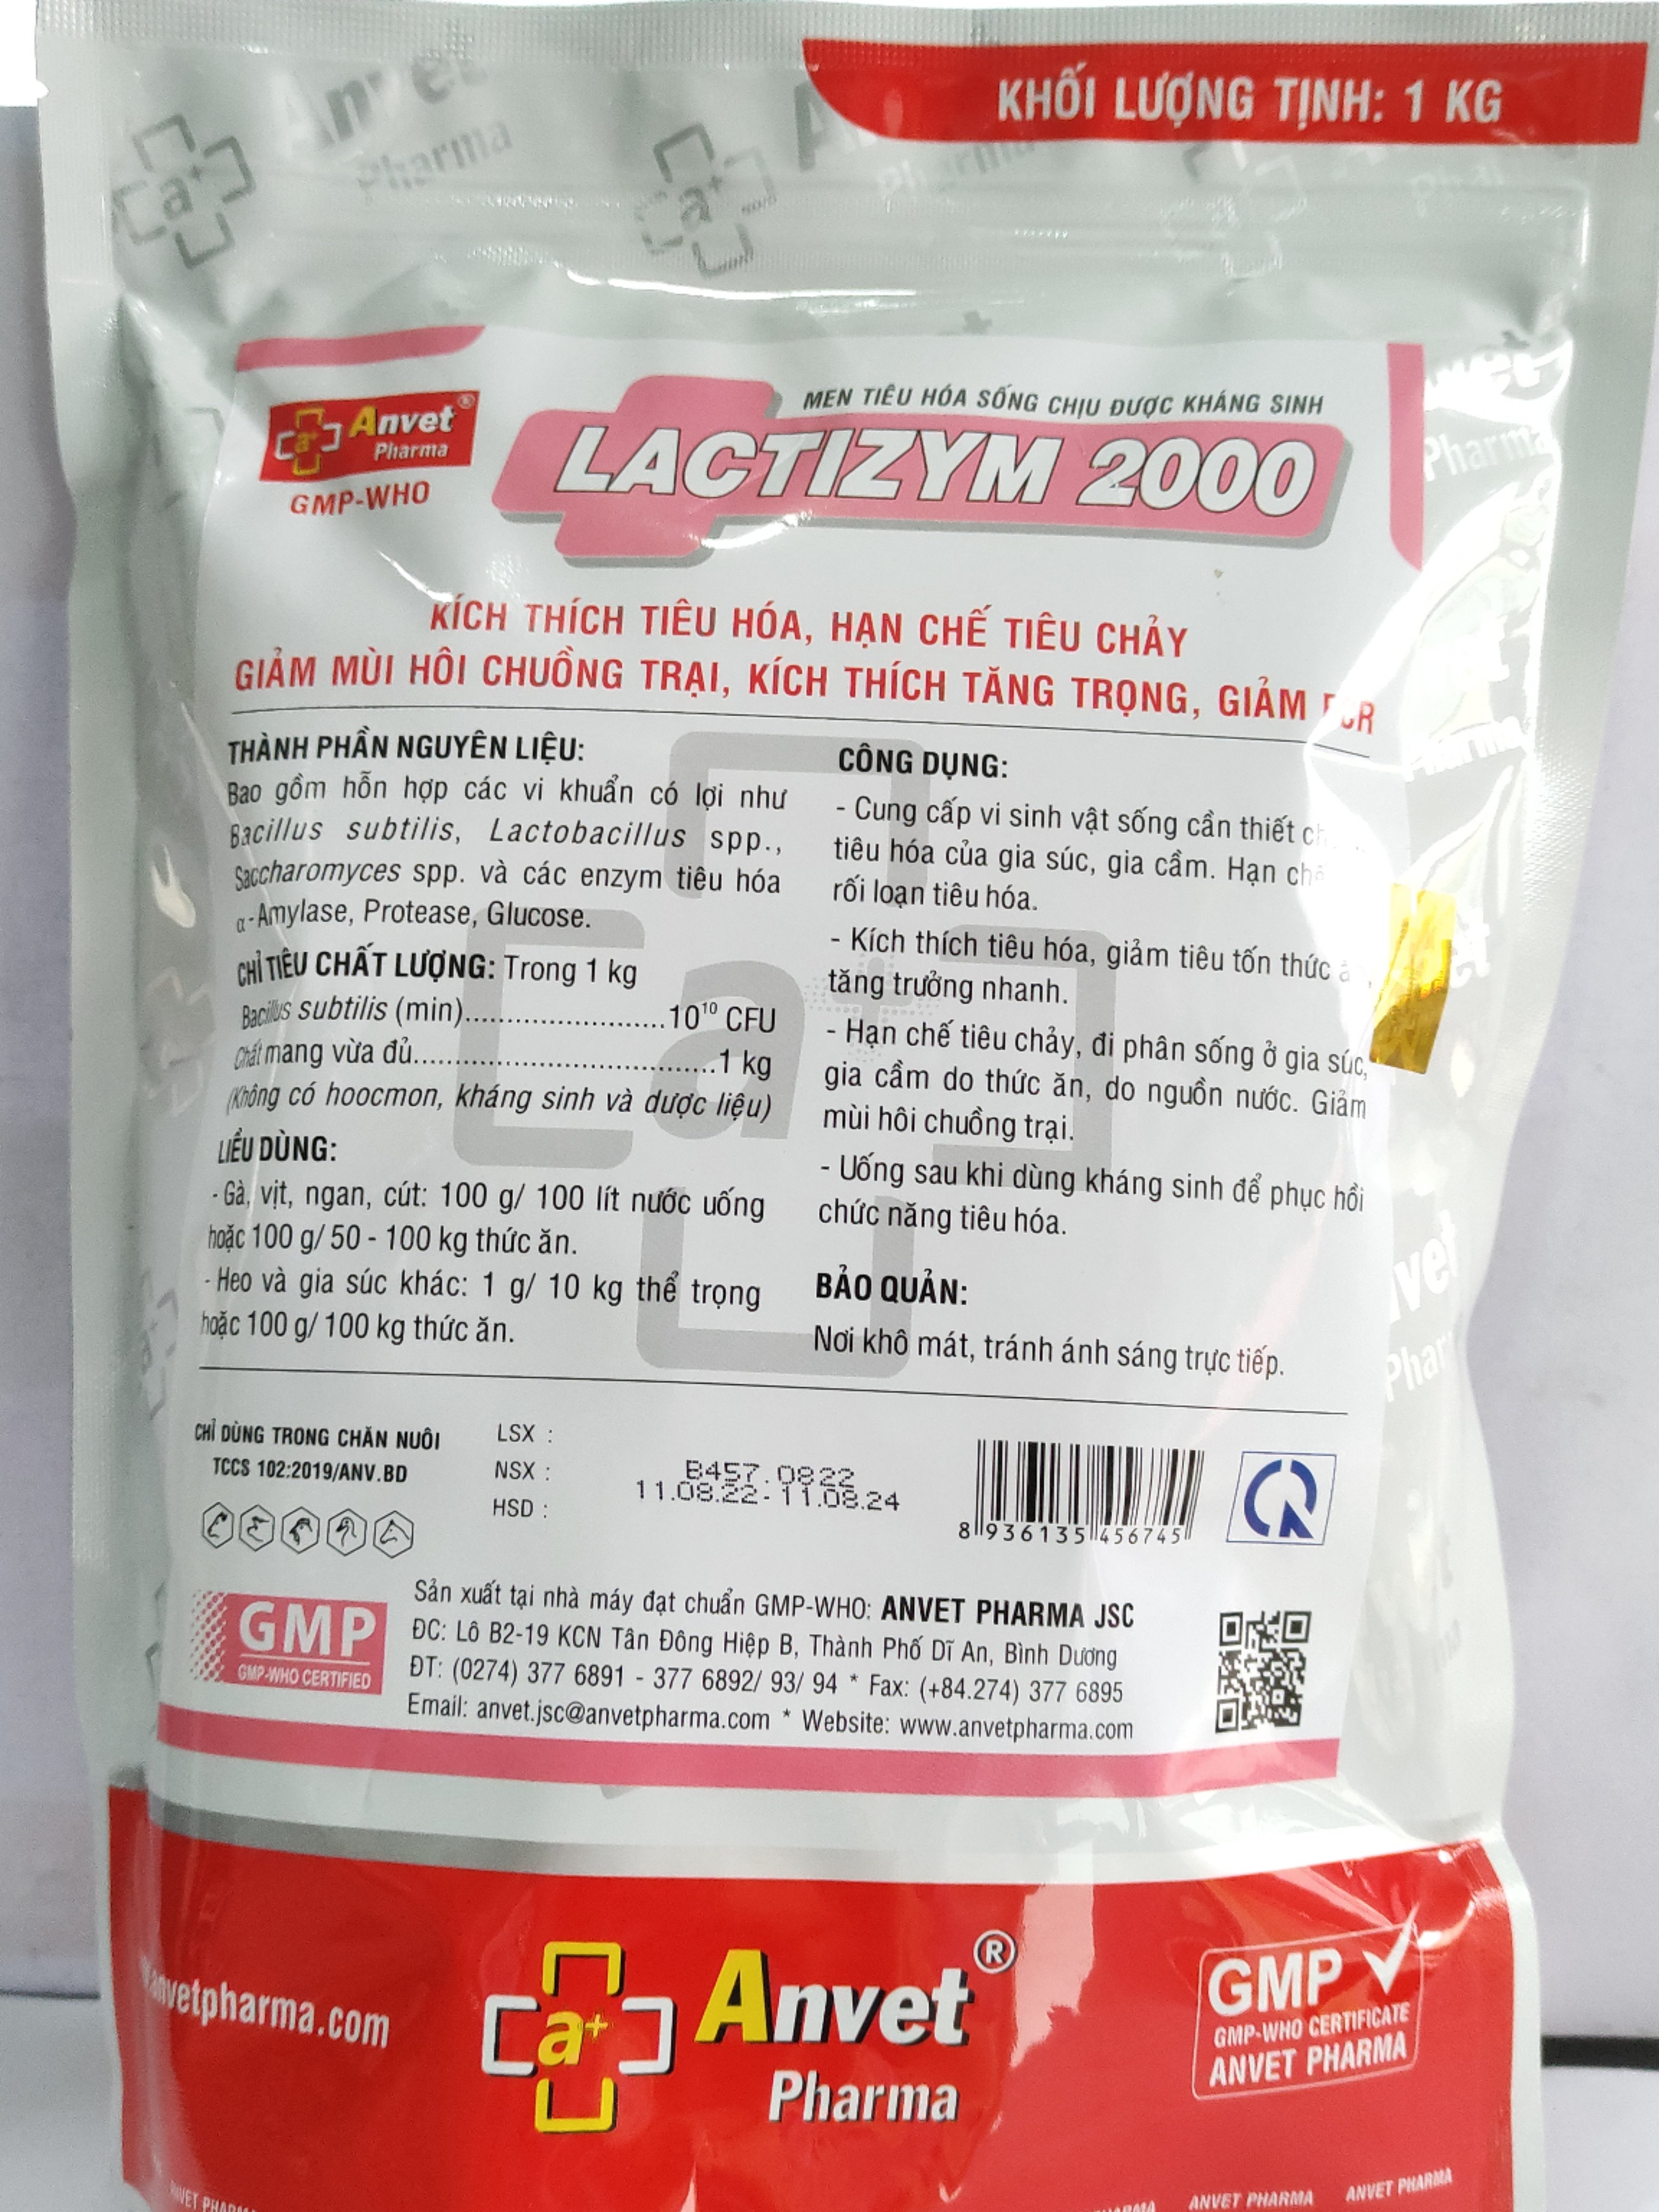 KHỐI LƯỢNG TỊNH: 1 KG
Anvet
Pharma
a+
Anvet®
Pharma
GMP-WHO
MEN TIÊU HÓA SỐNG CHỊU ĐƯỢC KHÁNG SINH
LACTIZYM 2000
KÍCH THÍCH TIÊU HÓA, HẠN CHẾ TIÊU CHẢY
GIẢM MÙI HÔI CHUỒNG TRẠI, KÍCH THÍCH TĂNG TRỌNG, GIẢM FCR
THÀNH PHẦN NGUYÊN LIỆU:
Bao gồm hỗn hợp các vi khuẩn có lợi như
Bacillus subtilis, Lactobacillus spp.,
Saccharomyces spp. và các enzym tiêu hóa
α-Amylase, Protease, Glucose.
CHỈ TIÊU CHẤT LƯỢNG: Trong 1 kg
Bacillus subtilis (min)........................10¹⁰ CFU
Chất mang vừa đủ....................................1 kg
(Không có hoocmon, kháng sinh và dược liệu)
LIỀU DÙNG:
- Gà, vịt, ngan, cút: 100 g/ 100 lít nước uống
hoặc 100 g/ 50 - 100 kg thức ăn.
- Heo và gia súc khác: 1 g/ 10 kg thể trọng
hoặc 100 g/ 100 kg thức ăn.
CÔNG DỤNG:
- Cung cấp vi sinh vật sống cần thiết
tiêu hóa của gia súc, gia cầm. Hạn chế
rối loạn tiêu hóa.
- Kích thích tiêu hóa, giảm tiêu tốn thức
tăng trưởng nhanh.
- Hạn chế tiêu chảy, đi phân sống ở gia súc,
gia cầm do thức ăn, do nguồn nước. Giảm
mùi hôi chuồng trại.
- Uống sau khi dùng kháng sinh để phục hồi
chức năng tiêu hóa.
BẢO QUẢN:
Nơi khô mát, tránh ánh sáng trực tiếp.
CHỈ DÙNG TRONG CHĂN NUÔI
TCCS 102:2019/ANV.BD
LSX :
NSX :
HSD :
B457.0822
11.08.22-11.08.24
8 936135 456745
GMP
GMP-WHO CERTIFIED
Sản xuất tại nhà máy đạt chuẩn GMP-WHO: ANVET PHARMA JSC
ĐC: Lô B2-19 KCN Tân Đông Hiệp B, Thành Phố Dĩ An, Bình Dương
ĐT: (0274) 377 6891 - 377 6892/ 93/ 94 * Fax: (+84.274) 377 6895
Email: anvet.jsc@anvetpharma.com * Website: www.anvetpharma.com
anvetpharma.com
a+
Anvet®
Pharma
GMP
GMP-WHO CERTIFICATE
ANVET PHARMA
ANVET PHARMA
ANVET PHARMA